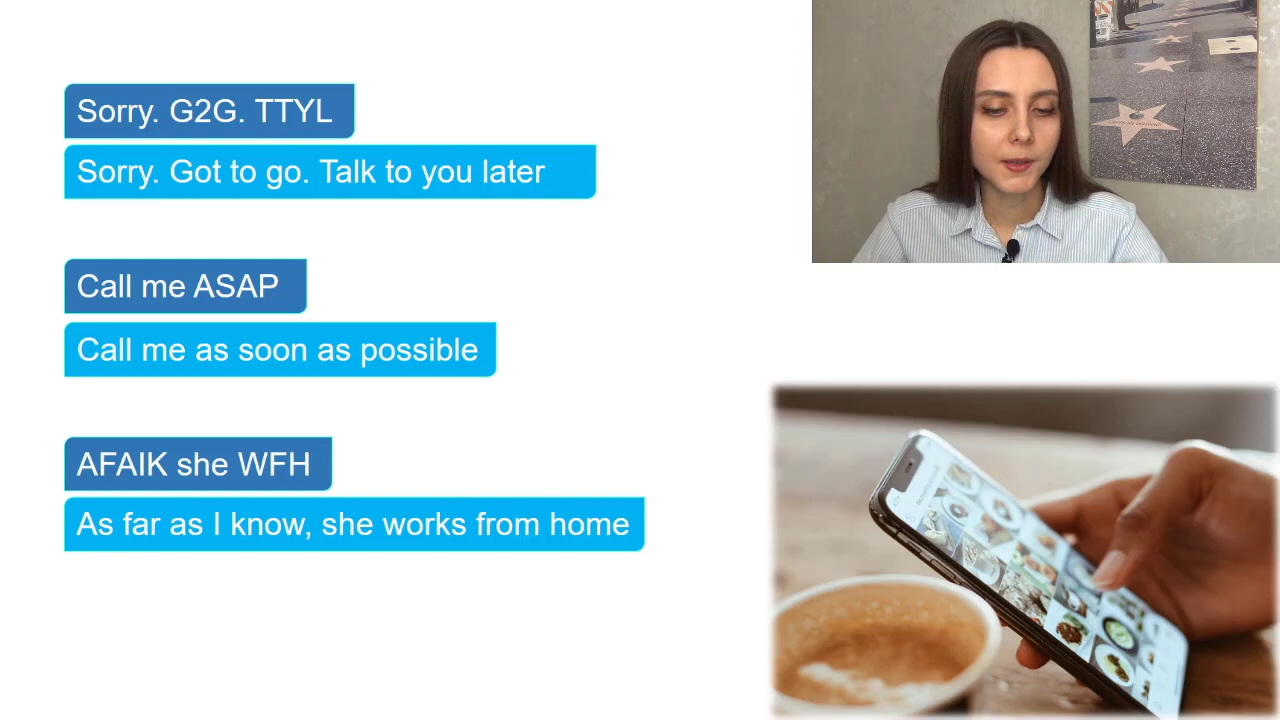 Sorry. G2G. TTYL
Sorry. Got to go. Talk to you later
Call me ASAP
Call me as soon as possible
AFAIK she WFH
As far as I know, she works from home